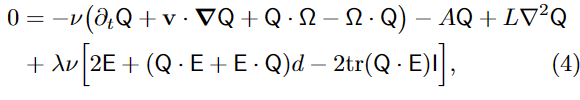 0 = −ν(∂ₜQ + v · ∇Q + Q · Ω − Ω · Q) − AQ + L∇²Q
+ λν[2E + (Q · E + E · Q)d − 2tr(Q · E)I], (4)